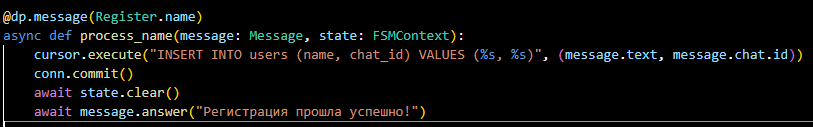 @dp.message(Register.name)
async def process_name(message: Message, state: FSMContext):
    cursor.execute("INSERT INTO users (name, chat_id) VALUES (%s, %s)", (message.text, message.chat.id))
    conn.commit()
    await state.clear()
    await message.answer("Регистрация прошла успешно!")